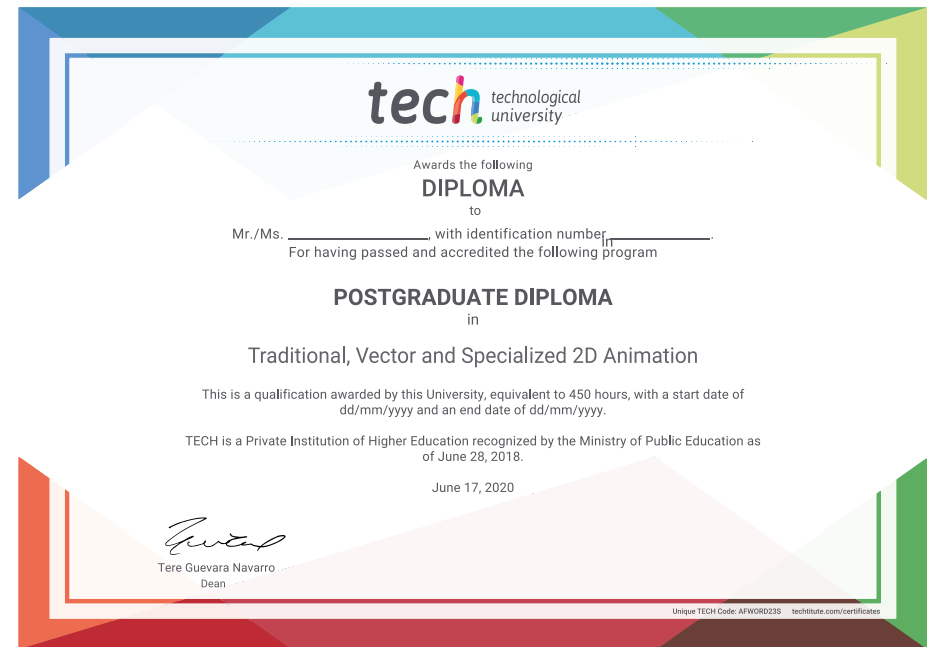 tech technological
university
Awards the following
DIPLOMA
to
Mr./Ms. ____________, with identification number ____________.
in
For having passed and accredited the following program
POSTGRADUATE DIPLOMA
in
Traditional, Vector and Specialized 2D Animation
This is a qualification awarded by this University, equivalent to 450 hours, with a start date of
dd/mm/yyyy and an end date of dd/mm/yyyy.
TECH is a Private Institution of Higher Education recognized by the Ministry of Public Education as
of June 28, 2018.
June 17, 2020
Tere Guevara Navarro
Dean
Unique TECH Code: AFWORD23S techtitute.com/certificates